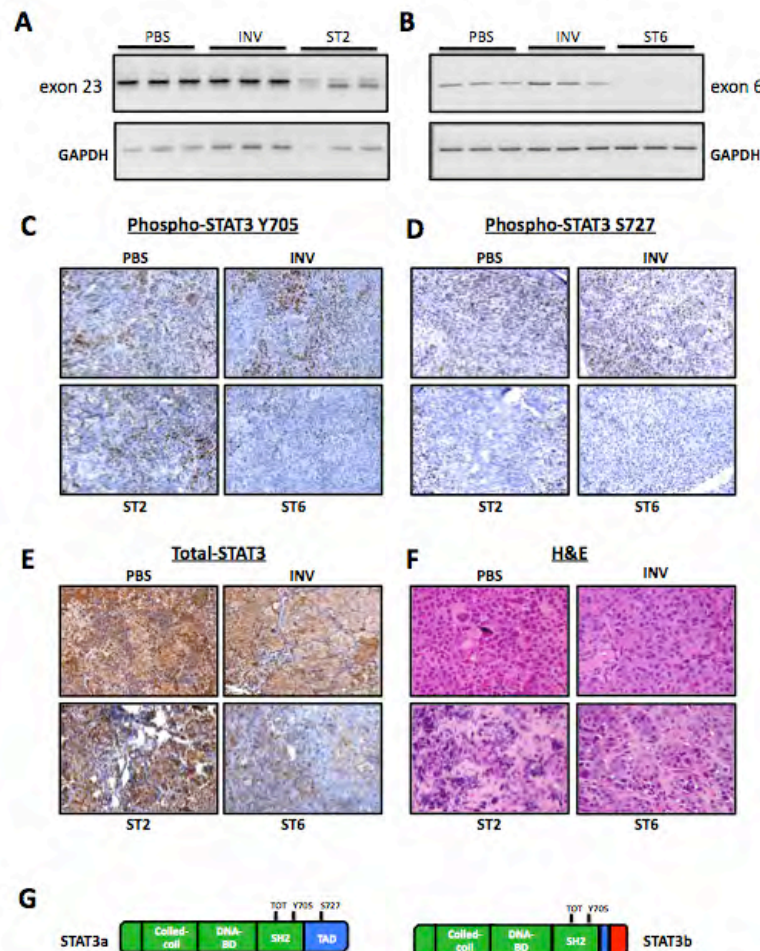 A
B
PBS INV ST2
PBS INV ST6
exon 23
exon 6
GAPDH
GAPDH
C Phospho-STAT3 Y705
D Phospho-STAT3 S727
PBS INV
PBS INV
ST2 ST6
ST2 ST6
E Total-STAT3
F H&E
PBS INV
PBS INV
ST2 ST6
ST2 ST6
G
TOT Y705 S727
TOT Y705
STAT3a Coiled-coil DNA-BD SH2 TAD
Coiled-coil DNA-BD SH2 STAT3b